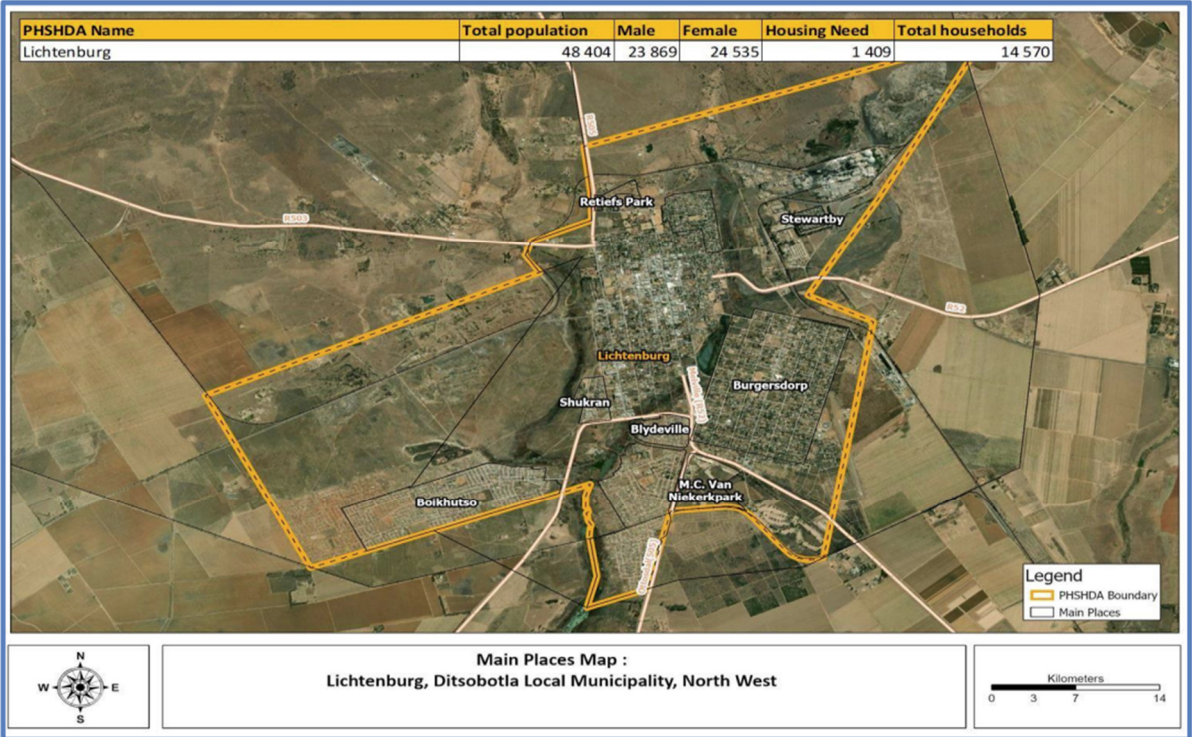 PHSHDA Name Total population Male Female Housing Need Total households
Lichtenburg 48 404 23 869 24 535 1 409 14 570
R505
Retiefs Park
R503
Stewartby
R52
Lichtenburg
Burgersdorp
Shukran
Blydeville
M.C. Van
Niekerkpark
Boikhutso
Legend
PHSHDA Boundary
Main Places
N
W E
S
Main Places Map :
Lichtenburg, Ditsobotla Local Municipality, North West
Kilometers
0 3 7 14